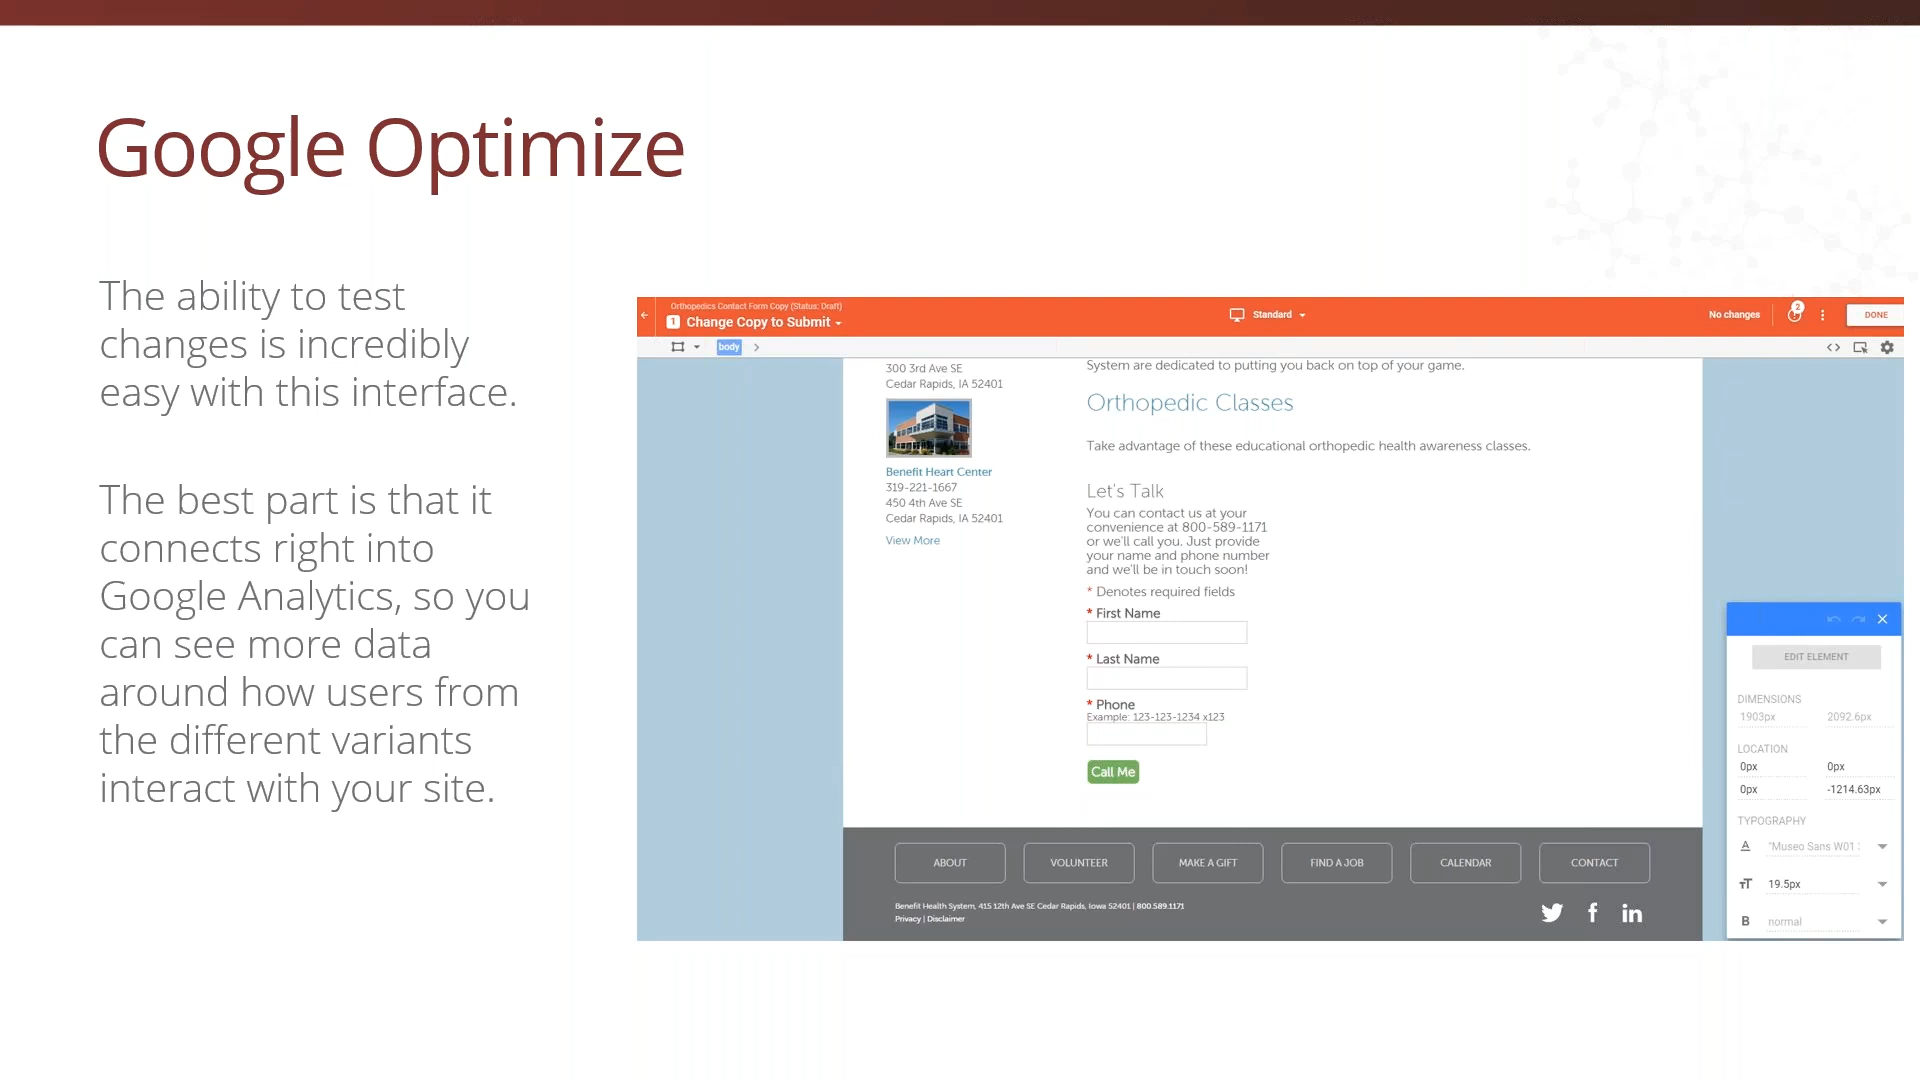 Google Optimize
The ability to test
changes is incredibly
easy with this interface.
The best part is that it
connects right into
Google Analytics, so you
can see more data
around how users from
the different variants
interact with your site.
Orthopedics Contact Form Copy (Status: Draft)
1 Change Copy to Submit
Standard
No changes
2
DONE
body
300 3rd Ave SE
Cedar Rapids, IA 52401
Benefit Heart Center
319-221-1667
450 4th Ave SE
Cedar Rapids, IA 52401
View More
System are dedicated to putting you back on top of your game.
Orthopedic Classes
Take advantage of these educational orthopedic health awareness classes.
Let's Talk
You can contact us at your
convenience at 800-589-1171
or we'll call you. Just provide
your name and phone number
and we'll be in touch soon!
* Denotes required fields
* First Name
* Last Name
* Phone
Example: 123-123-1234 x123
Call Me
ABOUT
VOLUNTEER
MAKE A GIFT
FIND A JOB
CALENDAR
CONTACT
Benefit Health System, 415 12th Ave SE Cedar Rapids, Iowa 52401 | 800.589.1171
Privacy | Disclaimer
EDIT ELEMENT
DIMENSIONS
1903px 2092.6px
LOCATION
0px 0px
0px -1214.63px
TYPOGRAPHY
A "Museo Sans W01
TT 19.5px
B normal